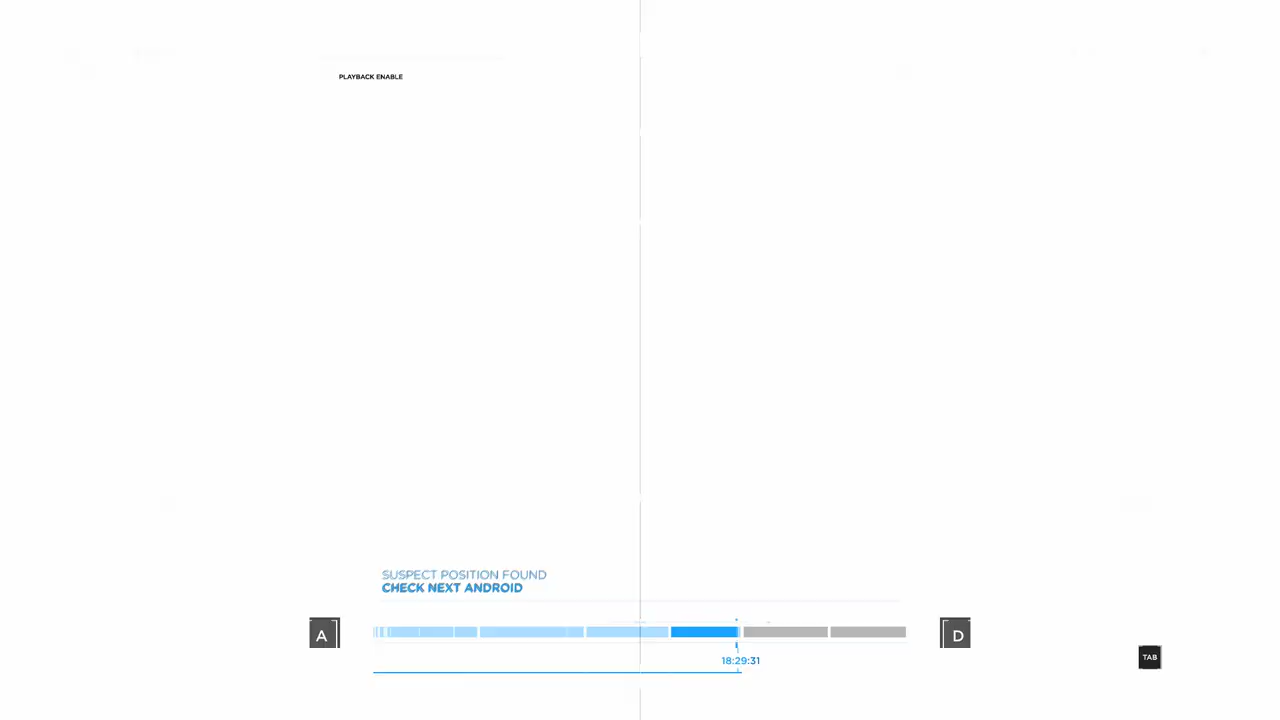 PLAYBACK ENABLE
SUSPECT POSITION FOUND
CHECK NEXT ANDROID
A
D
18:29:31
TAB